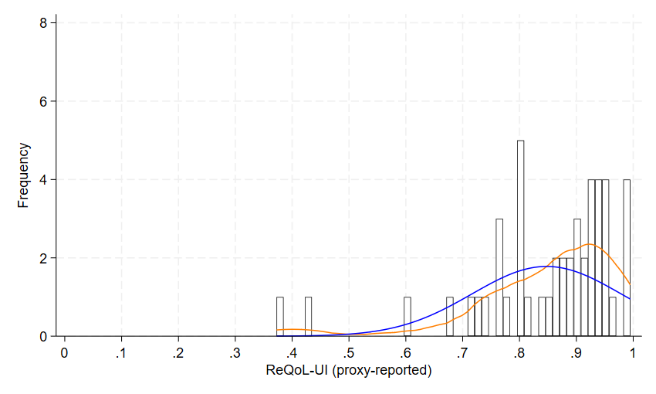 8
6
4
2
0
Frequency
0 .1 .2 .3 .4 .5 .6 .7 .8 .9 1
ReQoL-UI (proxy-reported)